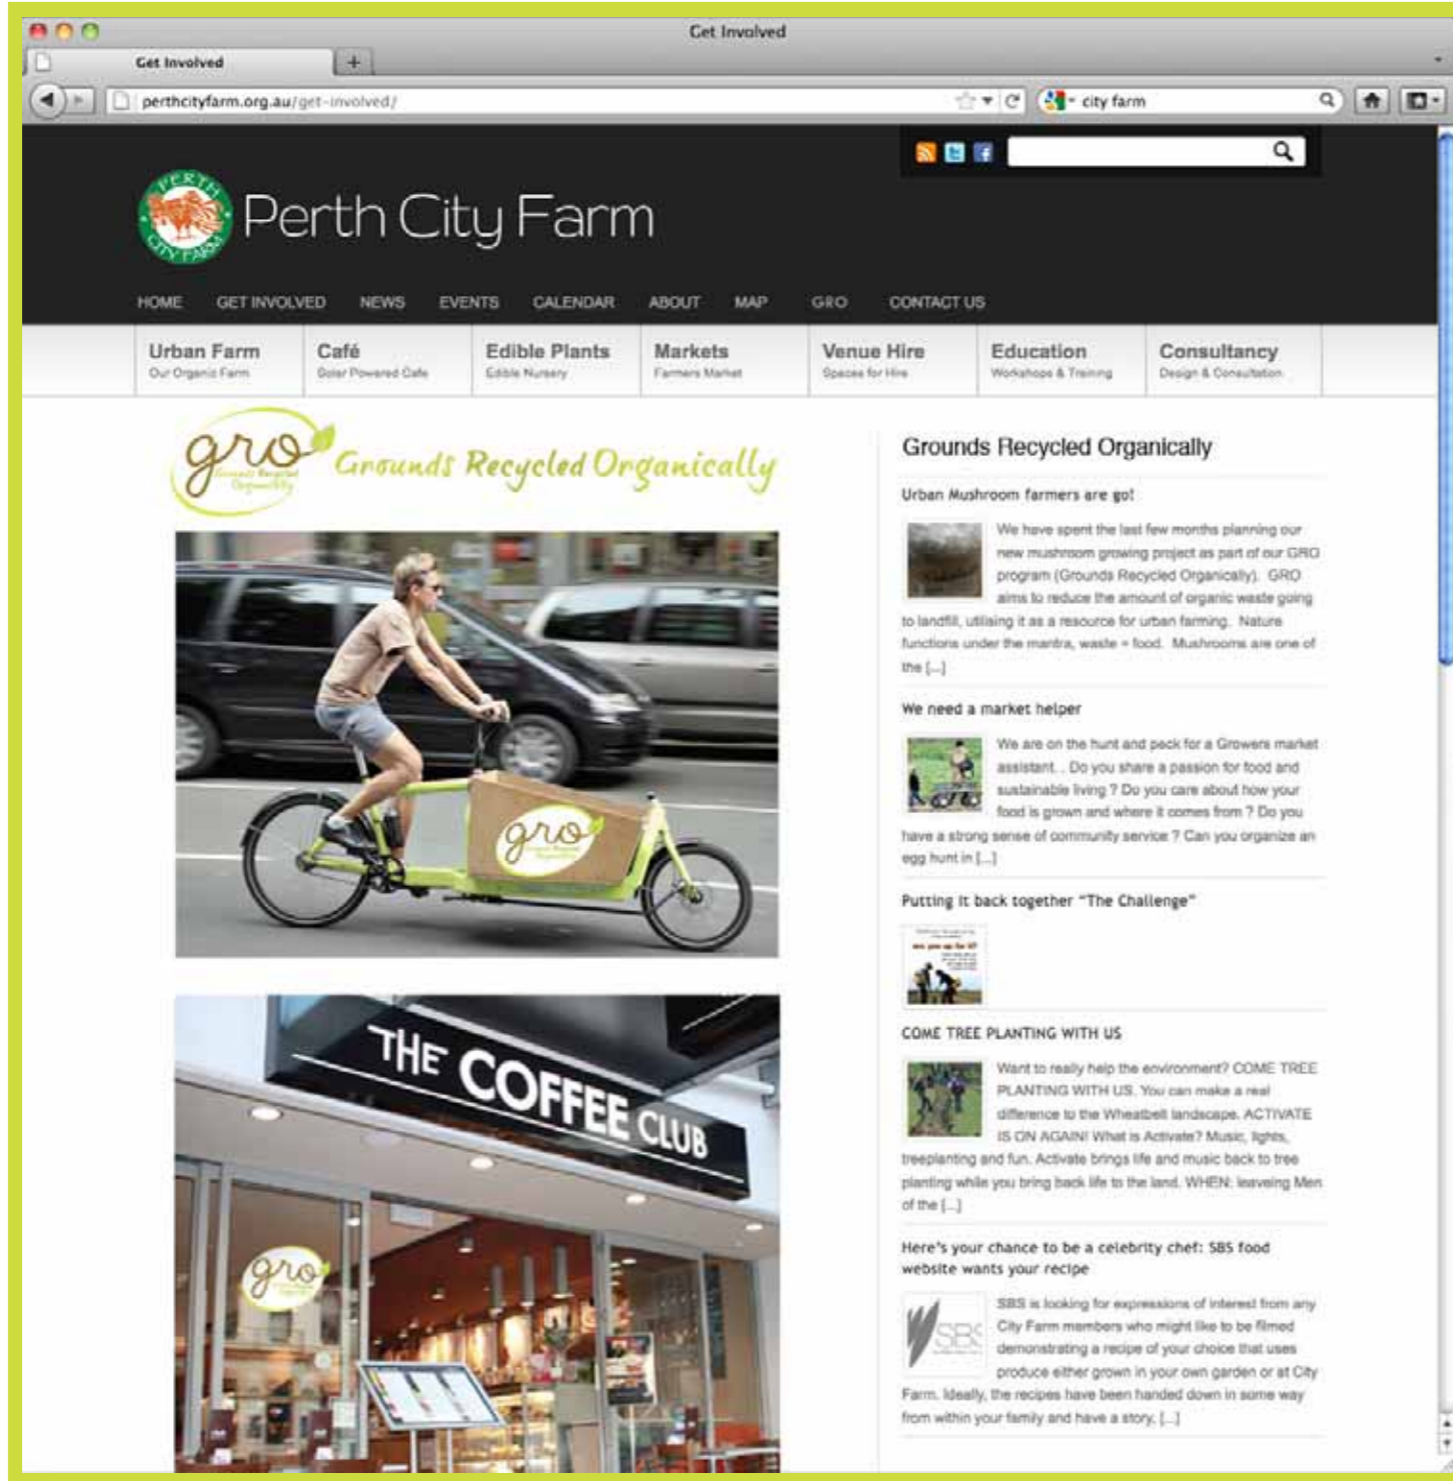 Get Involved
Get Involved
perthcityfarm.org.au/get-involved/
city farm
PERTH
CITY FARM
Perth City Farm
HOME GET INVOLVED NEWS EVENTS CALENDAR ABOUT MAP GRO CONTACT US
Urban Farm
Our Organic Farm
Café
Solar Powered Cafe
Edible Plants
Edible Nursery
Markets
Farmers Market
Venue Hire
Spaces for Hire
Education
Workshops & Training
Consultancy
Design & Consultation
gro
Grounds Recycled
Organically
Grounds Recycled Organically
gro
THE COFFEE CLUB
gro
Grounds Recycled Organically
Urban Mushroom farmers are go!
We have spent the last few months planning our
new mushroom growing project as part of our GRO
program (Grounds Recycled Organically). GRO
aims to reduce the amount of organic waste going
to landfill, utilising it as a resource for urban farming. Nature
functions under the mantra, waste = food. Mushrooms are one of
the [...]
We need a market helper
We are on the hunt and peck for a Growers market
assistant... Do you share a passion for food and
sustainable living ? Do you care about how your
food is grown and where it comes from ? Do you
have a strong sense of community service ? Can you organize an
egg hunt in [...]
Putting it back together “The Challenge”
are you up for it?
COME TREE PLANTING WITH US
Want to really help the environment? COME TREE
PLANTING WITH US. You can make a real
difference to the Wheatbelt landscape. ACTIVATE
IS ON AGAIN! What is Activate? Music, lights,
treeplanting and fun. Activate brings life and music back to tree
planting while you bring back life to the land. WHEN: leaveing Men
of the [...]
Here's your chance to be a celebrity chef: SBS food
website wants your recipe
SBS
SBS is looking for expressions of interest from any
City Farm members who might like to be filmed
demonstrating a recipe of your choice that uses
produce either grown in your own garden or at City
Farm. Ideally, the recipes have been handed down in some way
from within your family and have a story, [...]